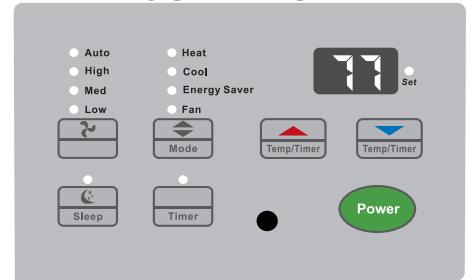 Auto
High
Med
Low
Heat
Cool
Energy Saver
Fan
77
Set
Mode
Temp/Timer
Temp/Timer
Sleep
Timer
Power